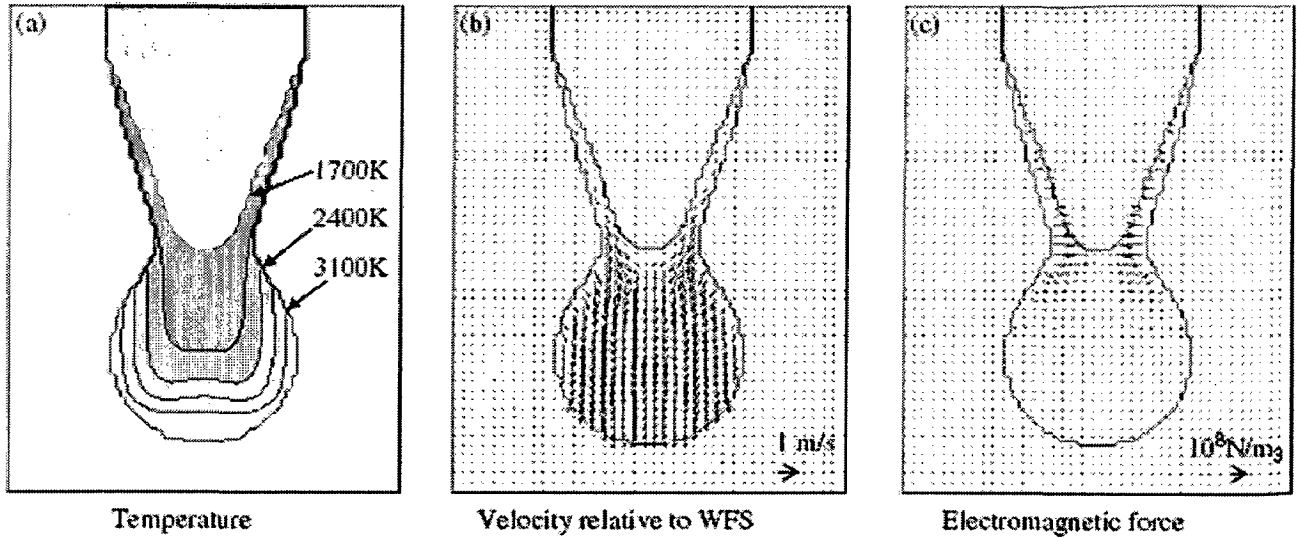 (a)
1700K
2400K
3100K
Temperature
(b)
1 m/s
Velocity relative to WFS
(c)
10⁸N/m₃
Electromagnetic force